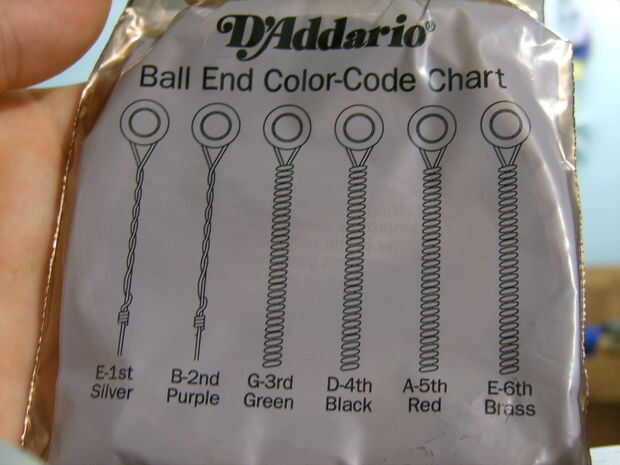 D'Addario®
Ball End Color-Code Chart
E-1st
Silver
B-2nd
Purple
G-3rd
Green
D-4th
Black
A-5th
Red
E-6th
Brass